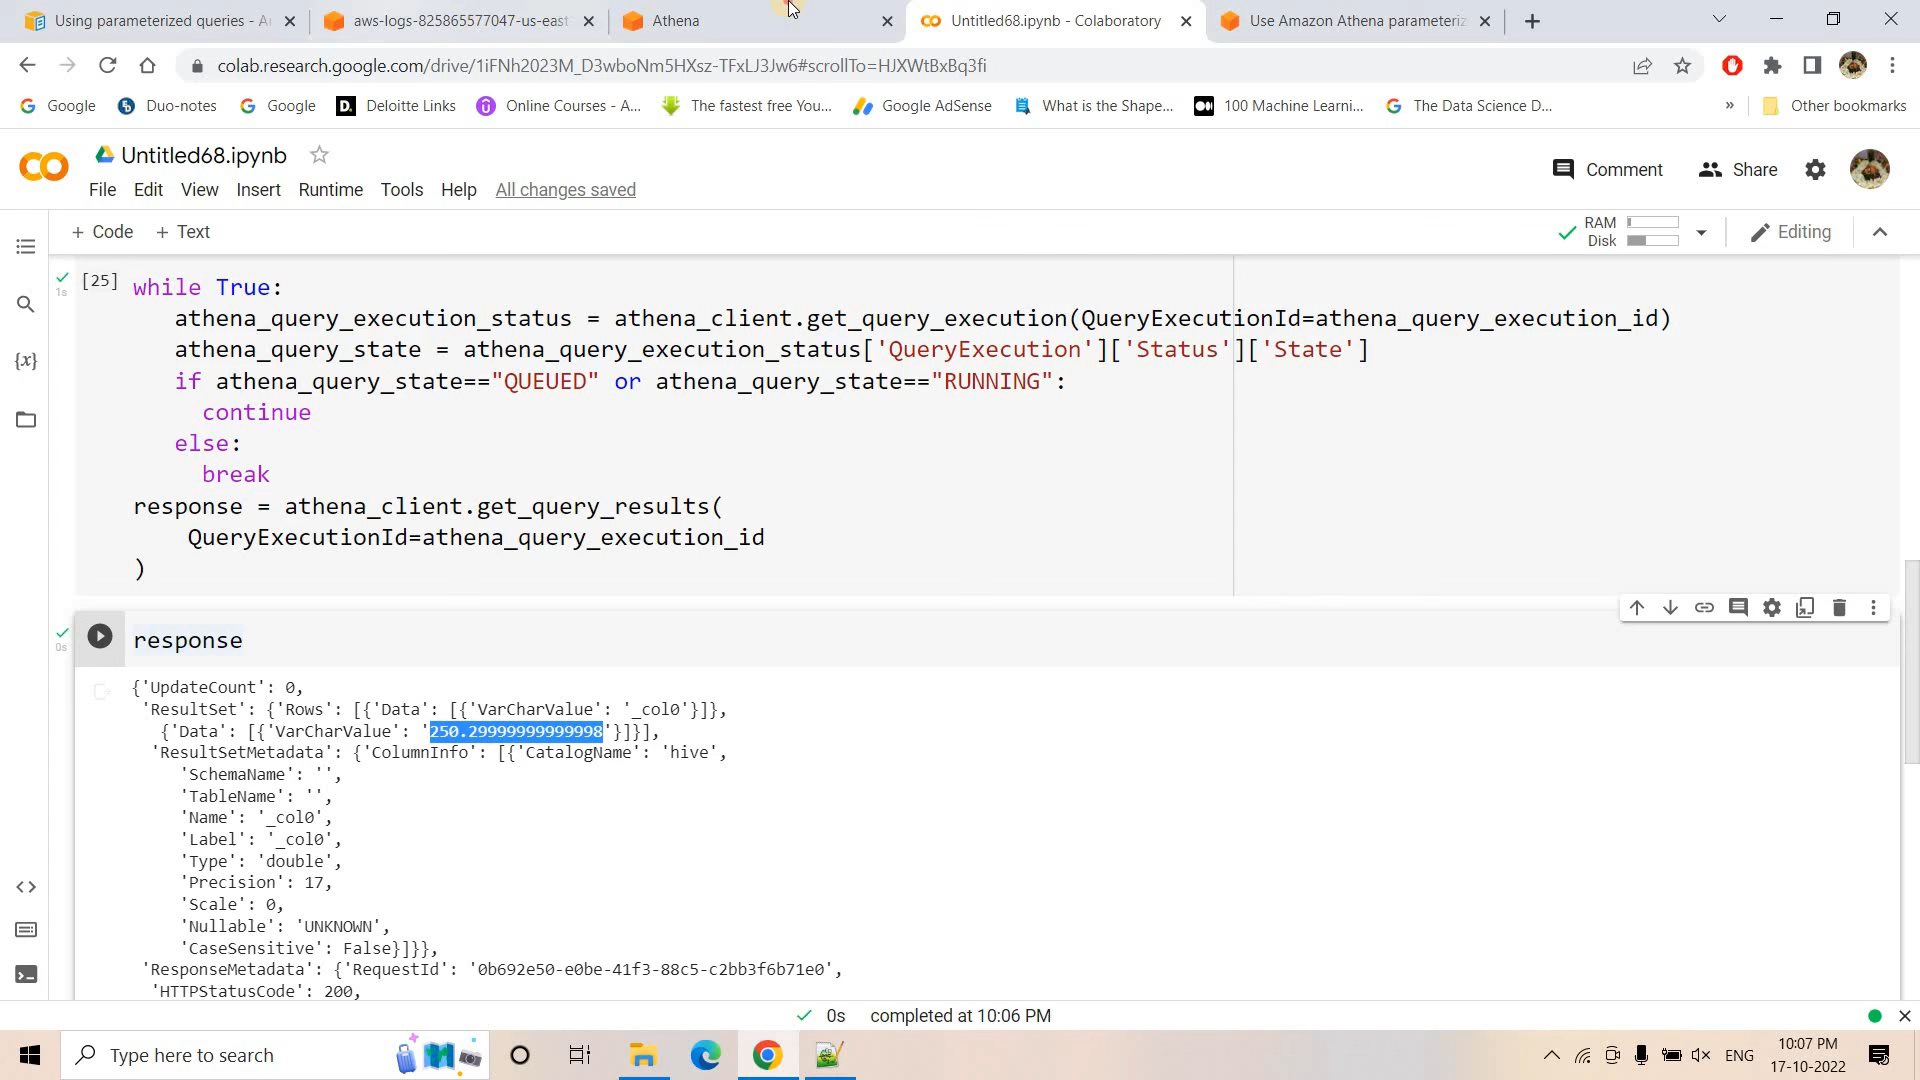 Using parameterized queries - A
aws-logs-825865577047-us-east
Athena
Untitled68.ipynb - Colaboratory
Use Amazon Athena parameteriz
colab.research.google.com/drive/1iFNh2023M_D3wboNm5HXsz-TFxLJ3Jw6#scrollTo=HJXWtBxBq3fi
Google
Duo-notes
Google
Deloitte Links
Online Courses - A...
The fastest free You...
Google AdSense
What is the Shape...
100 Machine Learni...
The Data Science D...
»
Other bookmarks
Untitled68.ipynb
Comment
Share
File Edit View Insert Runtime Tools Help All changes saved
+ Code + Text
RAM
Disk
Editing
[25]
1s
while True:
athena_query_execution_status = athena_client.get_query_execution(QueryExecutionId=athena_query_execution_id)
athena_query_state = athena_query_execution_status['QueryExecution']['Status']['State']
if athena_query_state=="QUEUED" or athena_query_state=="RUNNING":
continue
else:
break
response = athena_client.get_query_results(
QueryExecutionId=athena_query_execution_id
)
{x}
0s
response
{'UpdateCount': 0,
'ResultSet': {'Rows': [{'Data': [{'VarCharValue': '_col0'}]},
{'Data': [{'VarCharValue': '250.29999999999998'}]}],
'ResultSetMetadata': {'ColumnInfo': [{'CatalogName': 'hive',
'SchemaName': '',
'TableName': '',
'Name': '_col0',
'Label': '_col0',
'Type': 'double',
'Precision': 17,
'Scale': 0,
'Nullable': 'UNKNOWN',
'CaseSensitive': False}]}},
'ResponseMetadata': {'RequestId': '0b692e50-e0be-41f3-88c5-c2bb3f6b71e0',
'HTTPStatusCode': 200,
0s completed at 10:06 PM
Type here to search
ENG
10:07 PM
17-10-2022